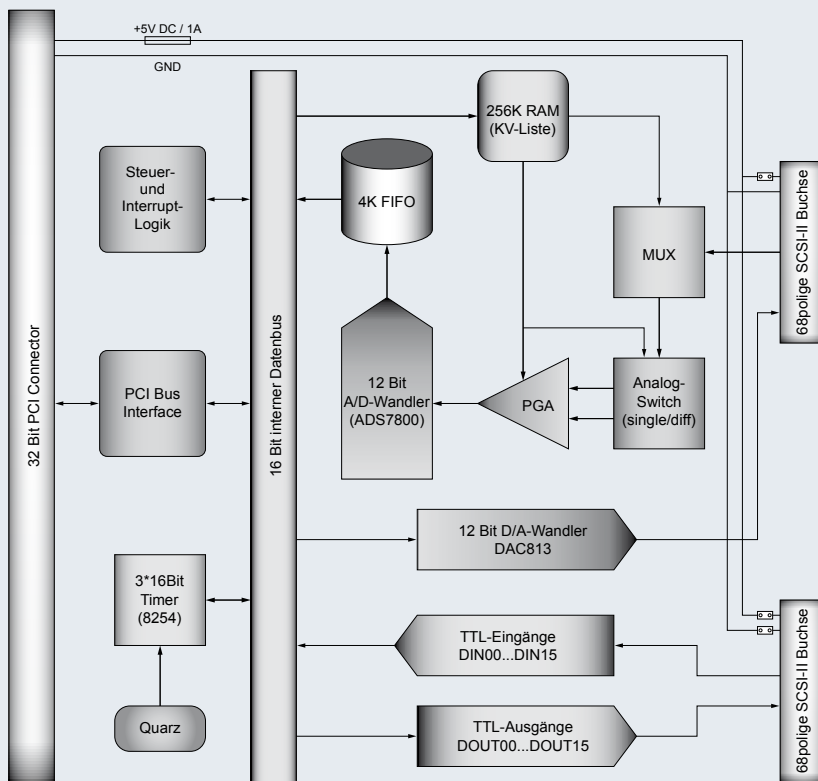 +5V DC / 1A
GND
32 Bit PCI Connector
16 Bit interner Datenbus
Steuer-
und
Interrupt-
Logik
4K FIFO
256K RAM
(KV-Liste)
MUX
68polige SCSI-II Buchse
PCI Bus
Interface
12 Bit
A/D-Wandler
(ADS7800)
PGA
Analog-
Switch
(single/diff)
12 Bit D/A-Wandler
DAC813
3*16Bit
Timer
(8254)
TTL-Eingänge
DIN00...DIN15
Quarz
TTL-Ausgänge
DOUT00...DOUT15
68polige SCSI-II Buchse